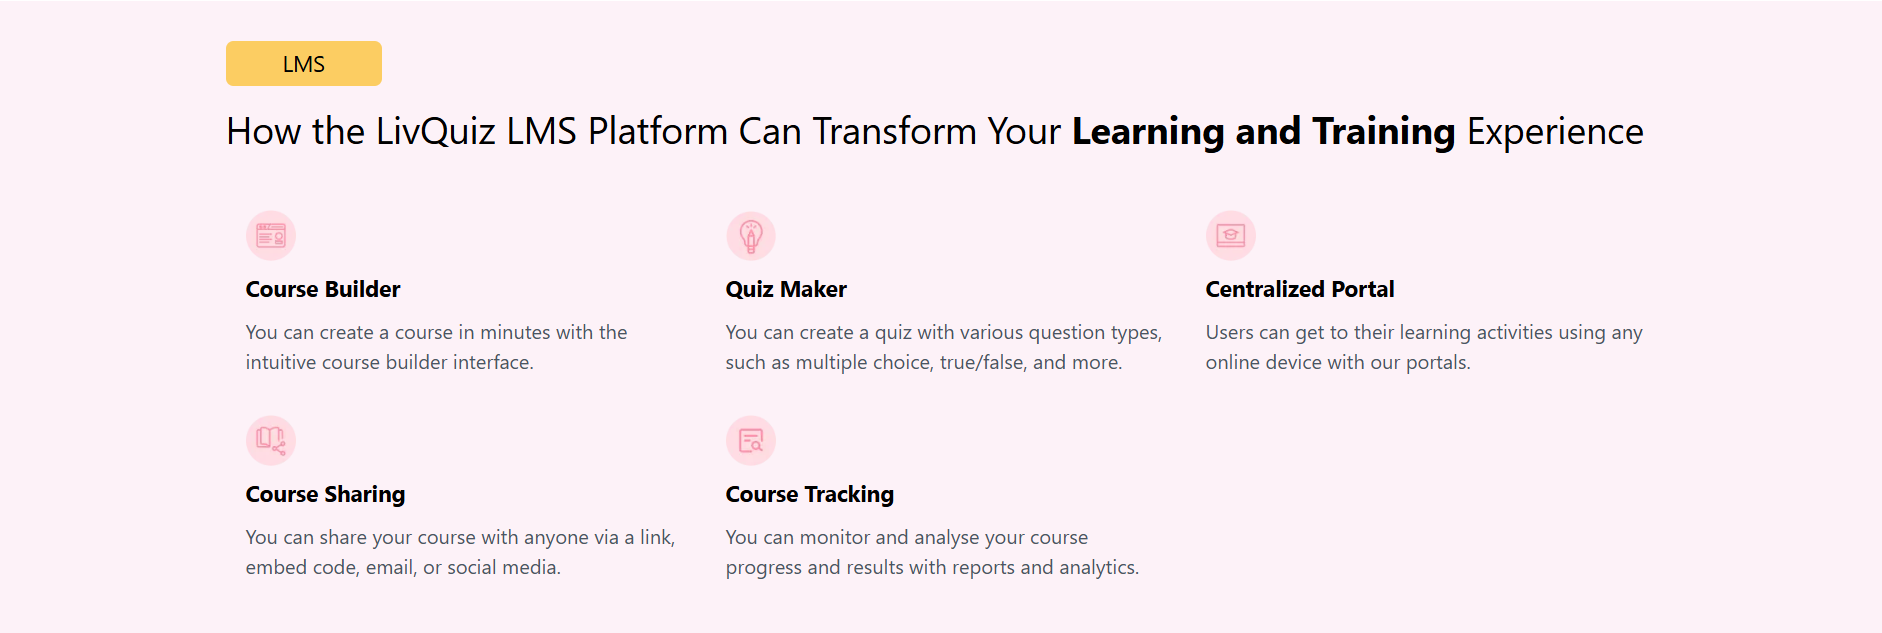 LMS
How the LivQuiz LMS Platform Can Transform Your Learning and Training Experience
Course Builder
You can create a course in minutes with the
intuitive course builder interface.
Quiz Maker
You can create a quiz with various question types,
such as multiple choice, true/false, and more.
Centralized Portal
Users can get to their learning activities using any
online device with our portals.
Course Sharing
You can share your course with anyone via a link,
embed code, email, or social media.
Course Tracking
You can monitor and analyse your course
progress and results with reports and analytics.